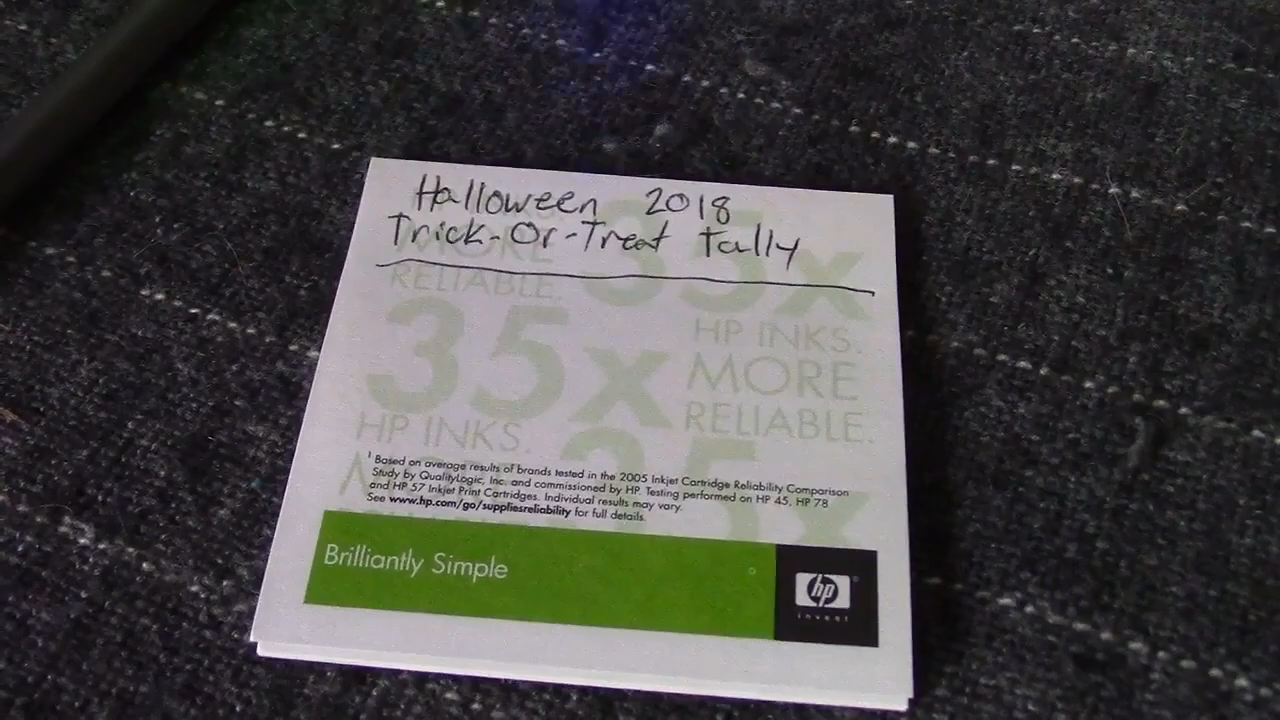 Halloween 2018
Trick-Or-Treat Tally
35x
MORE
RELIABLE.
35x
HP INKS.
MORE
RELIABLE.
HP INKS.
35x
¹ Based on average results of brands tested in the 2005 Inkjet Cartridge Reliability Comparison
Study by QualityLogic, Inc. and commissioned by HP. Testing performed on HP 45, HP 78
and HP 57 Inkjet Print Cartridges. Individual results may vary.
See www.hp.com/go/suppliesreliability for full details.
Brilliantly Simple
hp
invent